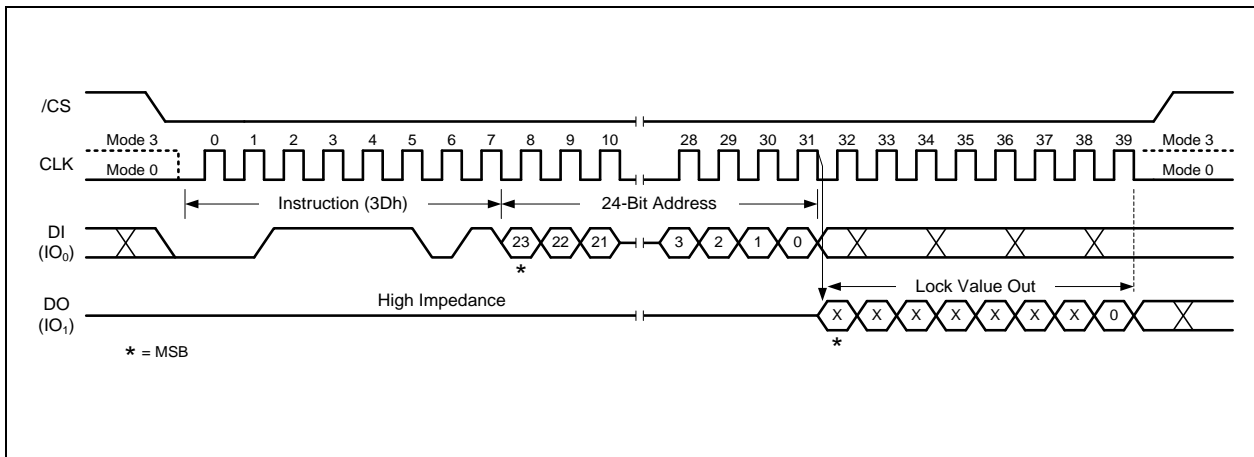 /CS
Mode 3 0 1 2 3 4 5 6 7 8 9 10 28 29 30 31 32 33 34 35 36 37 38 39 Mode 3
CLK
Mode 0 Mode 0
Instruction (3Dh) 24-Bit Address
DI
(IO₀)
23 22 21 3 2 1 0
*
High Impedance Lock Value Out
DO
(IO₁)
X X X X X X X 0
* = MSB *